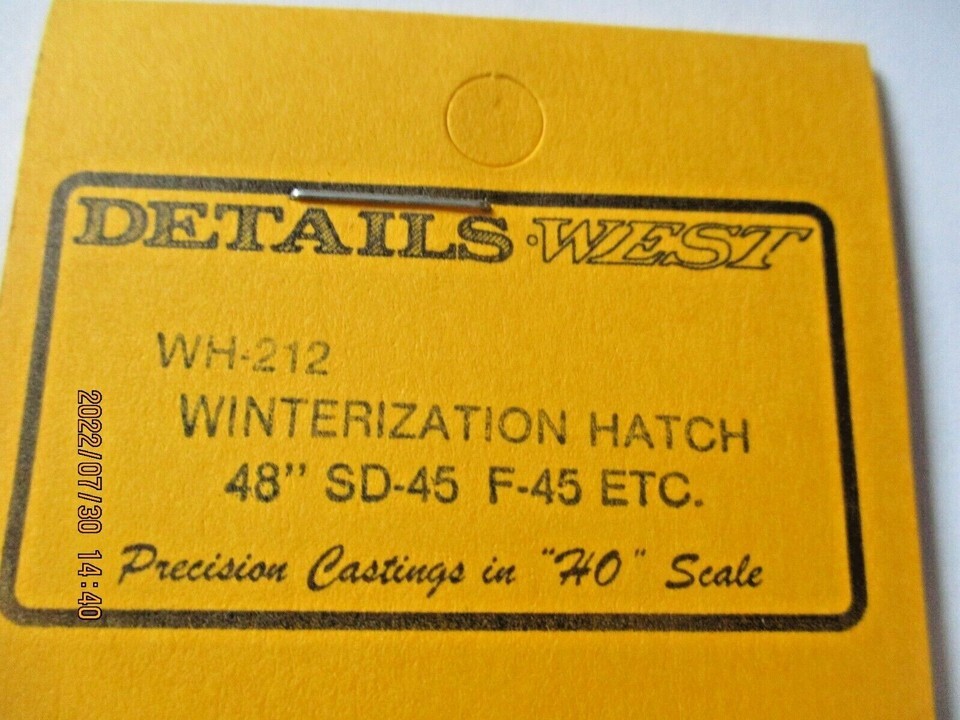 DETAILS WEST
WH-212
WINTERIZATION HATCH
48" SD-45 F-45 ETC.
Precision Castings in "HO" Scale
2022/07/30 14:40